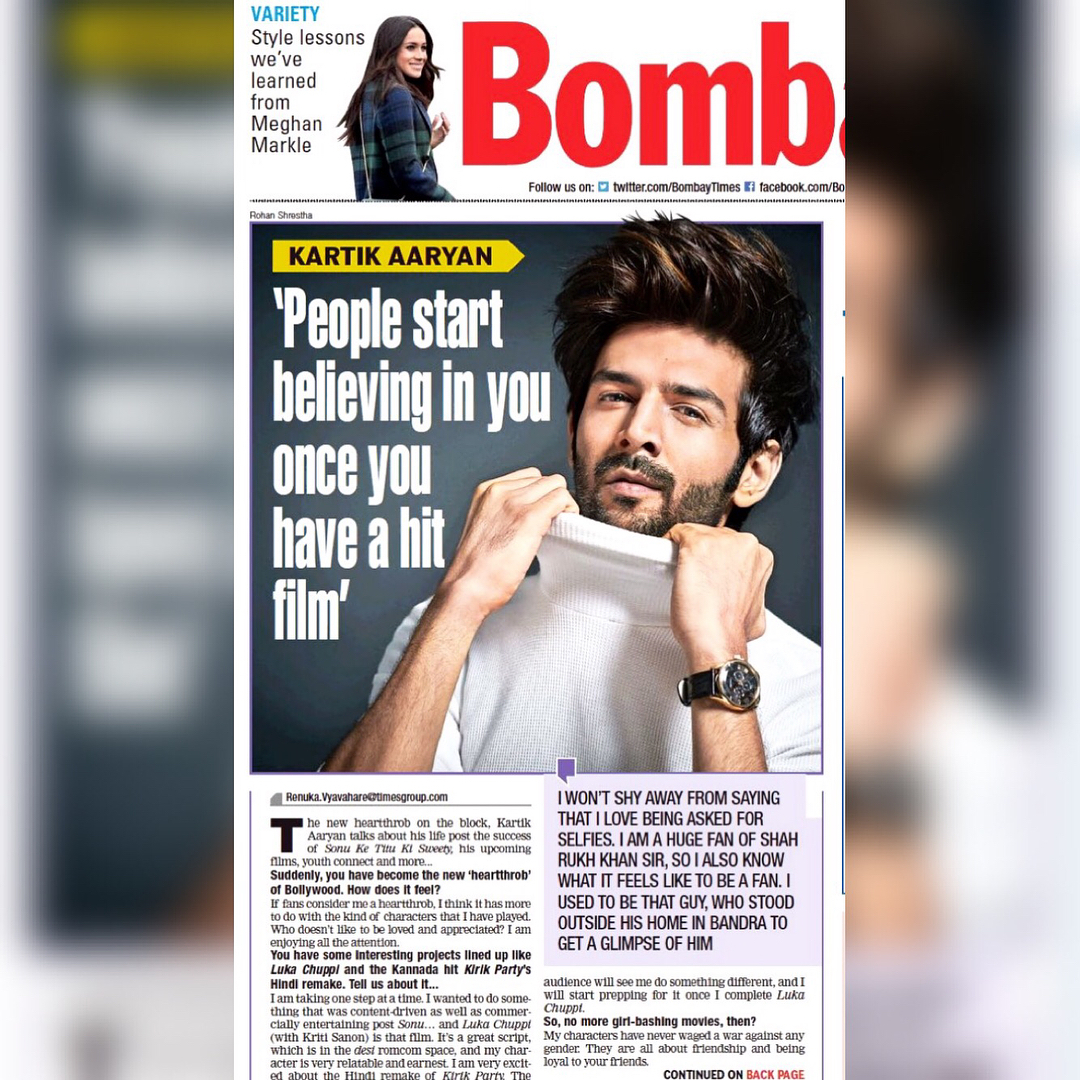 VARIETY
Style lessons
we've
learned
from
Meghan
Markle
Bomba
Follow us on: twitter.com/BombayTimes facebook.com/Bo
Rohan Shrestha
KARTIK AARYAN
'People start
believing in you
once you
have a hit
film'
Renuka.Vyavahare@timesgroup.com
The new heartthrob on the block, Kartik
Aaryan talks about his life post the success
of Sonu Ke Titu Ki Sweety, his upcoming
films, youth connect and more...
Suddenly, you have become the new 'heartthrob'
of Bollywood. How does it feel?
If fans consider me a heartthrob, I think it has more
to do with the kind of characters that I have played.
Who doesn't like to be loved and appreciated? I am
enjoying all the attention.
You have some interesting projects lined up like
Luka Chuppi and the Kannada hit Kirik Party's
Hindi remake. Tell us about it...
I am taking one step at a time. I wanted to do some-
thing that was content-driven as well as commer-
cially entertaining post Sonu... and Luka Chuppi
(with Kriti Sanon) is that film. It's a great script,
which is in the desi romcom space, and my char-
acter is very relatable and earnest. I am very excit-
ed about the Hindi remake of Kirik Party. The
I WON'T SHY AWAY FROM SAYING
THAT I LOVE BEING ASKED FOR
SELFIES. I AM A HUGE FAN OF SHAH
RUKH KHAN SIR, SO I ALSO KNOW
WHAT IT FEELS LIKE TO BE A FAN. I
USED TO BE THAT GUY, WHO STOOD
OUTSIDE HIS HOME IN BANDRA TO
GET A GLIMPSE OF HIM
audience will see me do something different, and I
will start prepping for it once I complete Luka
Chuppi.
So, no more girl-bashing movies, then?
My characters have never waged a war against any
gender. They are all about friendship and being
loyal to your friends.
CONTINUED ON BACK PAGE